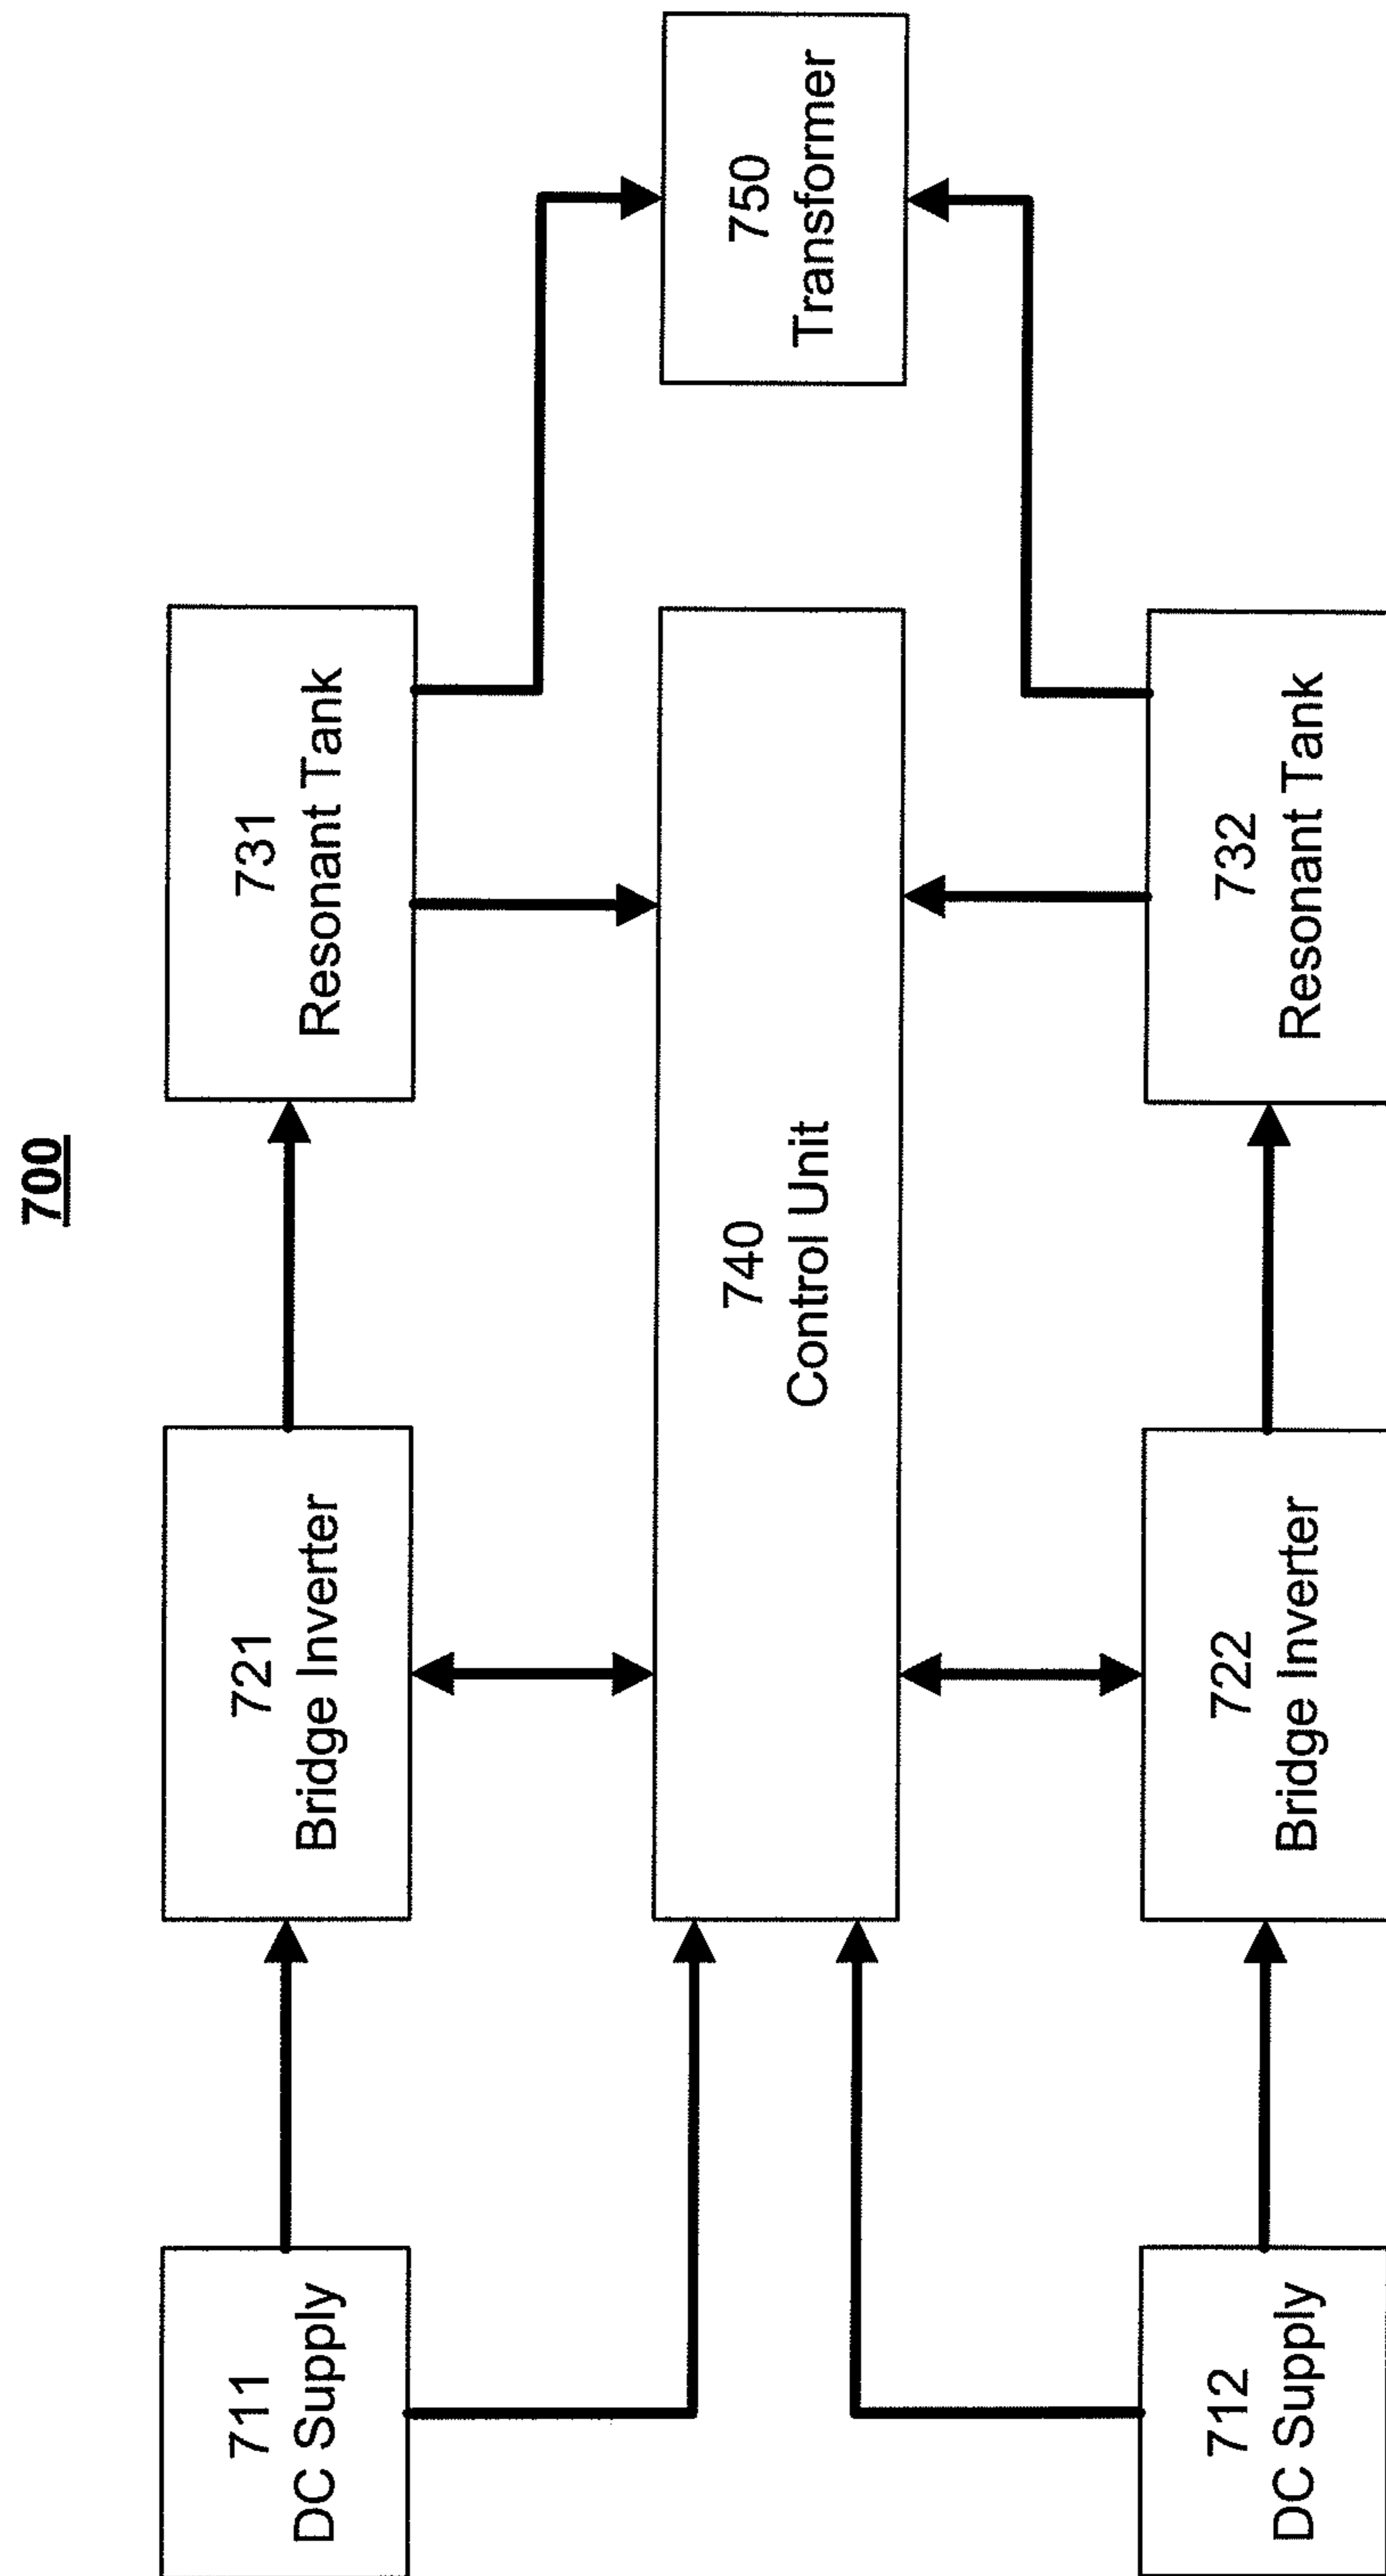 700
711
DC Supply
721
Bridge Inverter
731
Resonant Tank
740
Control Unit
750
Transformer
712
DC Supply
722
Bridge Inverter
732
Resonant Tank